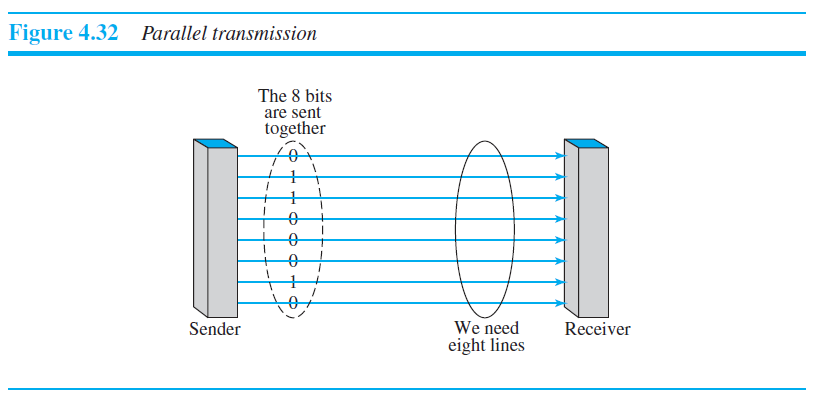 Figure 4.32 Parallel transmission
The 8 bits
are sent
together
0
1
1
0
0
0
1
0
Sender
We need
eight lines
Receiver